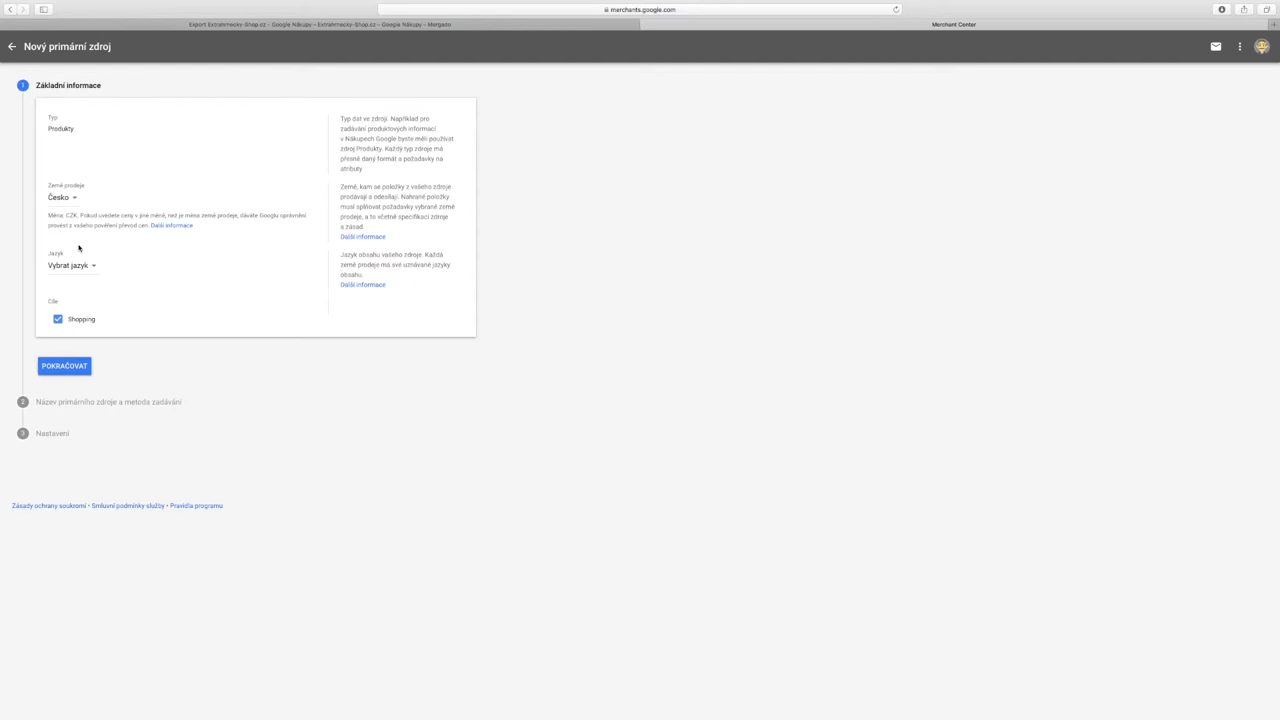 merchants.google.com
Export Extrahrnecky-Shop.cz – Google Nákupy – Extrahrnecky-Shop.cz – Google Nákupy – Mergado
Merchant Center
Nový primární zdroj
1 Základní informace
Typ
Produkty
Typ dat ve zdroji. Například pro
zadávání produktových informací
v Nákupech Google byste měli používat
zdroj Produkty. Každý typ zdroje má
přesně daný formát a požadavky na
atributy
Země prodeje
Česko
Měna: CZK. Pokud uvedete ceny v jiné měně, než je měna země prodeje, dáváte Googlu oprávnění
provést z vašeho pověření převod cen. Další informace
Země, kam se položky z vašeho zdroje
prodávají a odesílají. Nahrané položky
musí splňovat požadavky vybrané země
prodeje, a to včetně specifikací zdroje
a zásad.
Další informace
Jazyk
Vybrat jazyk
Jazyk obsahu vašeho zdroje. Každá
země prodeje má své uznávané jazyky
obsahu.
Další informace
Cíle
Shopping
POKRAČOVAT
2 Název primárního zdroje a metoda zadávání
3 Nastavení
Zásady ochrany soukromí • Smluvní podmínky služby • Pravidla programu